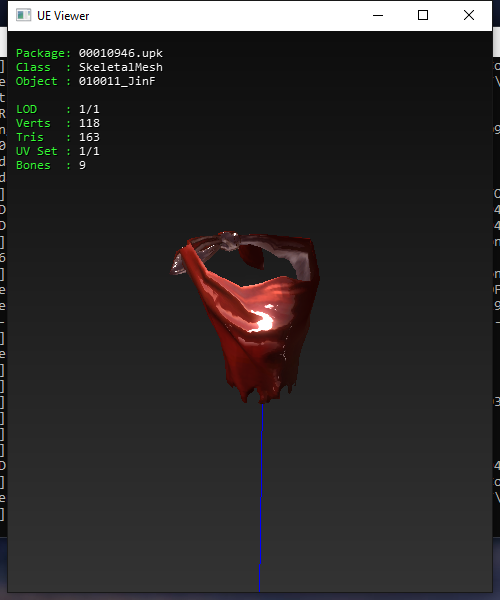 UE Viewer
Package: 00010946.upk
Class : SkeletalMesh
Object : 010011_JinF
LOD : 1/1
Verts : 118
Tris : 163
UV Set : 1/1
Bones : 9